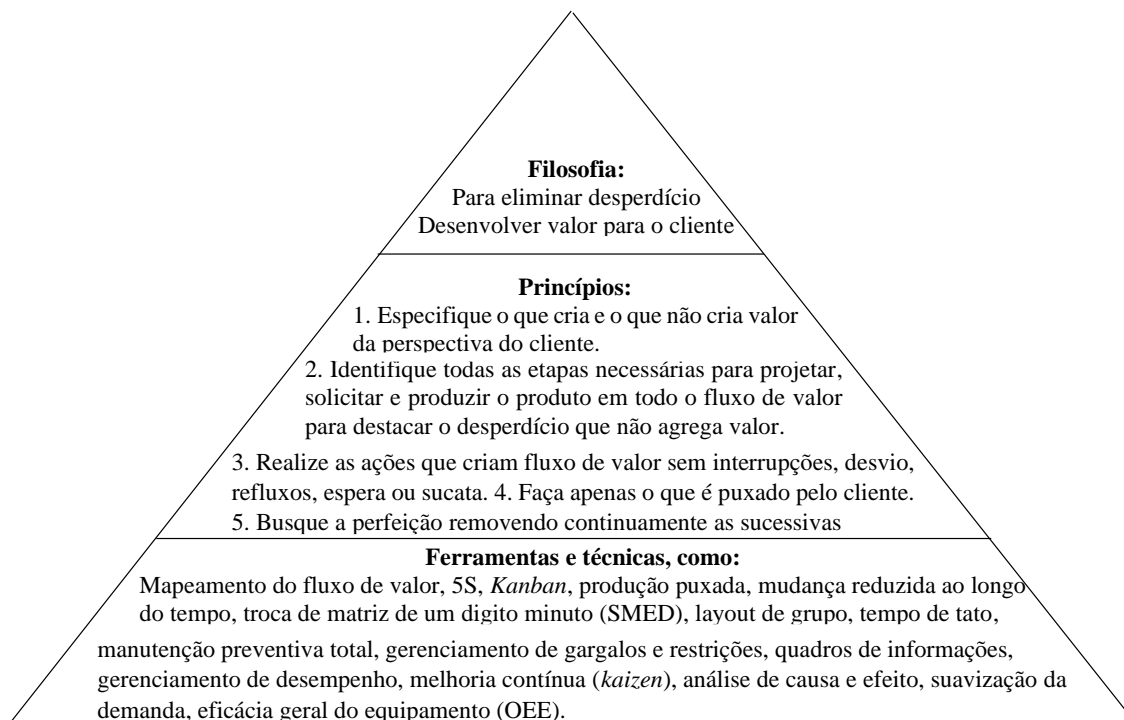 Filosofia:
Para eliminar desperdício
Desenvolver valor para o cliente
Princípios:
1. Especifique o que cria e o que não cria valor
da perspectiva do cliente.
2. Identifique todas as etapas necessárias para projetar,
solicitar e produzir o produto em todo o fluxo de valor
para destacar o desperdício que não agrega valor.
3. Realize as ações que criam fluxo de valor sem interrupções, desvio,
refluxos, espera ou sucata. 4. Faça apenas o que é puxado pelo cliente.
5. Busque a perfeição removendo continuamente as sucessivas
Ferramentas e técnicas, como:
Mapeamento do fluxo de valor, 5S, Kanban, produção puxada, mudança reduzida ao longo
do tempo, troca de matriz de um digito minuto (SMED), layout de grupo, tempo de tato,
manutenção preventiva total, gerenciamento de gargalos e restrições, quadros de informações,
gerenciamento de desempenho, melhoria contínua (kaizen), análise de causa e efeito, suavização da
demanda, eficácia geral do equipamento (OEE).